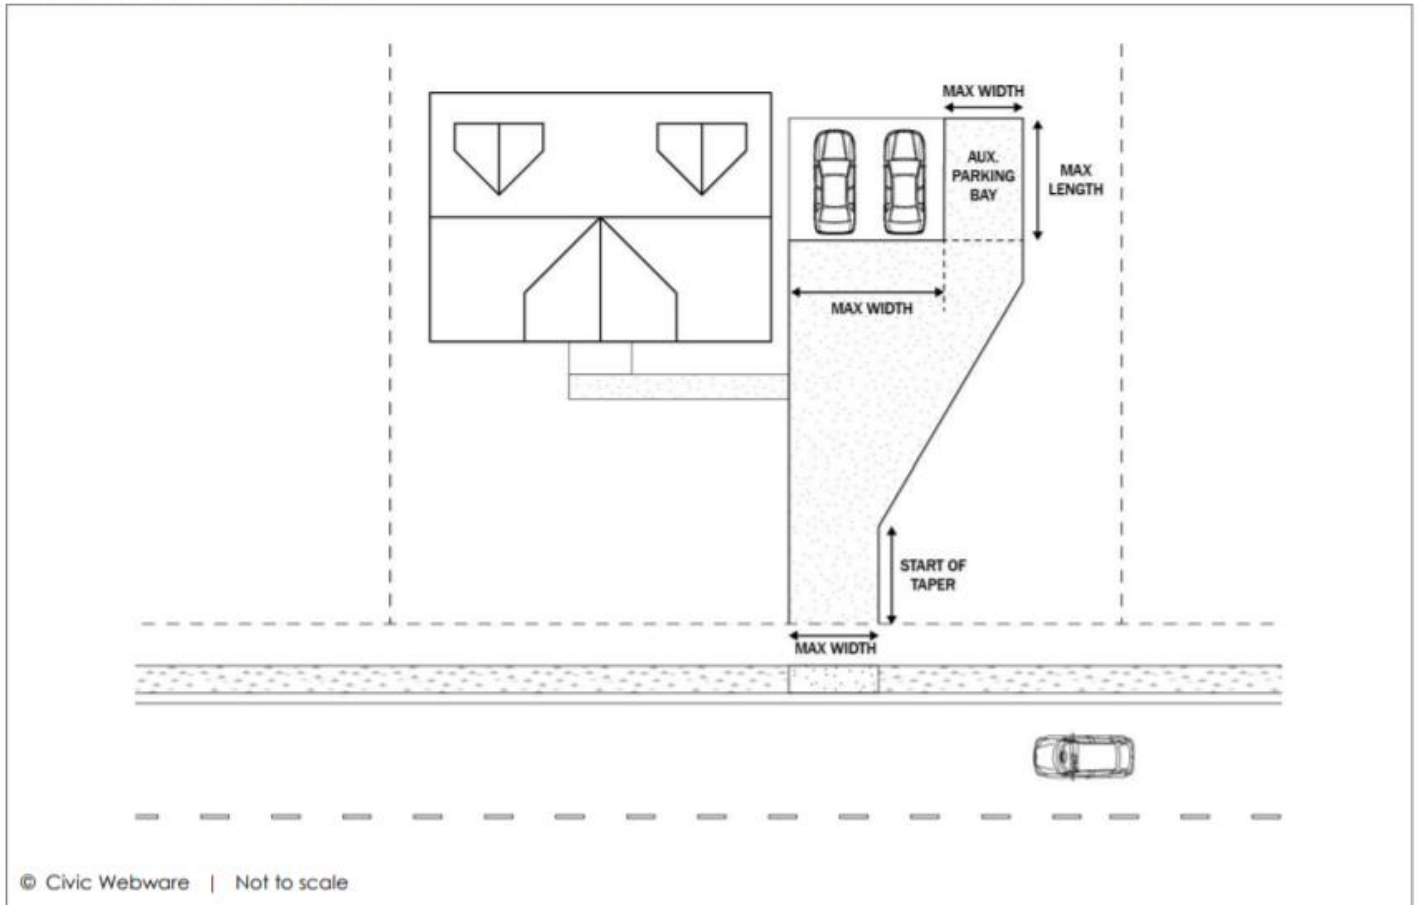 MAX WIDTH
AUX.
PARKING
BAY
MAX
LENGTH
MAX WIDTH
START OF
TAPER
MAX WIDTH
© Civic Webware | Not to scale